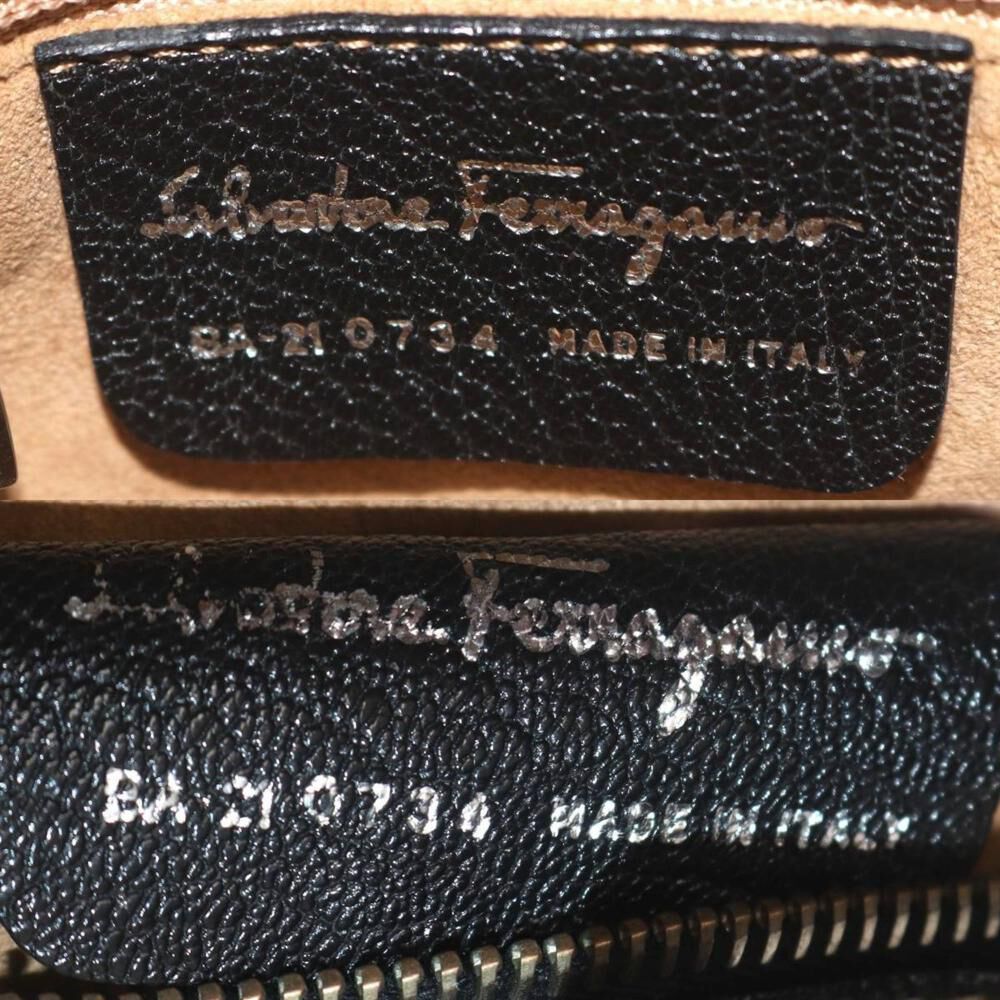 Salvatore Ferragamo
BA-21 0734 MADE IN ITALY
Salvatore Ferragamo
BA 21 0734 MADE IN ITALY